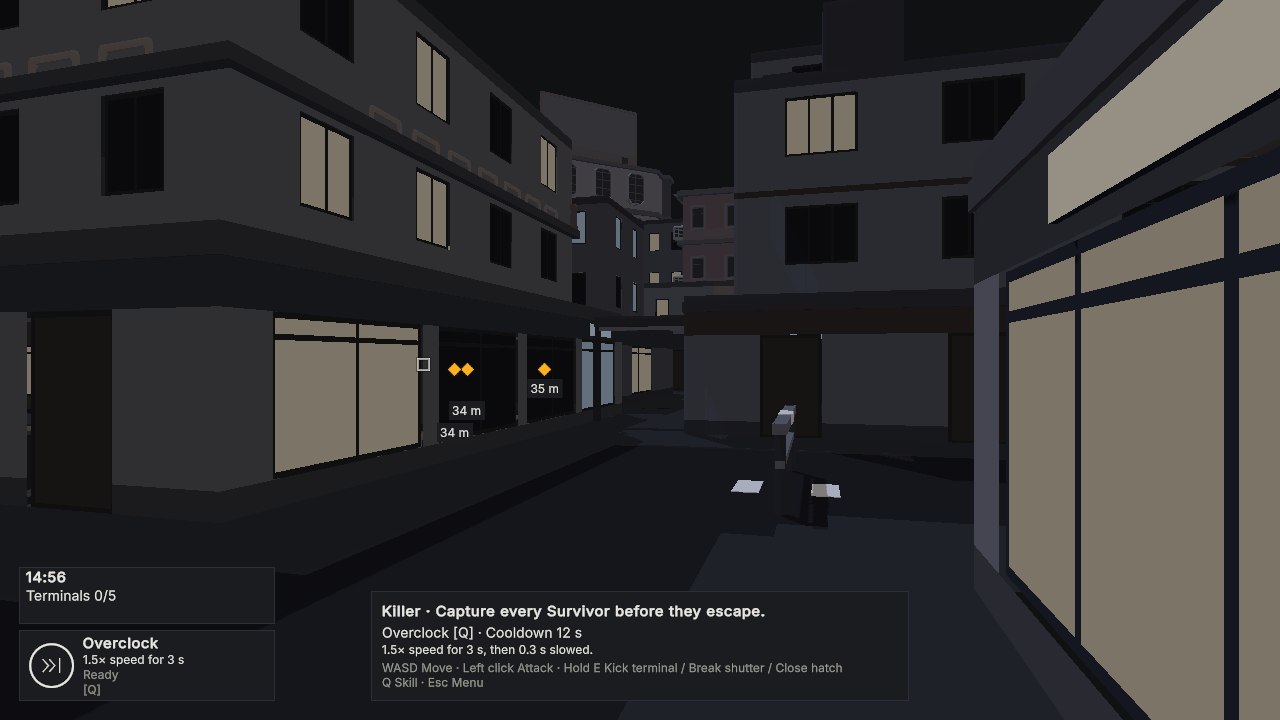 35 m
34 m
34 m
14:56
Terminals 0/5
Overclock
1.5× speed for 3 s
Ready
[Q]
Killer · Capture every Survivor before they escape.
Overclock [Q] · Cooldown 12 s
1.5× speed for 3 s, then 0.3 s slowed.
WASD Move · Left click Attack · Hold E Kick terminal / Break shutter / Close hatch
Q Skill · Esc Menu